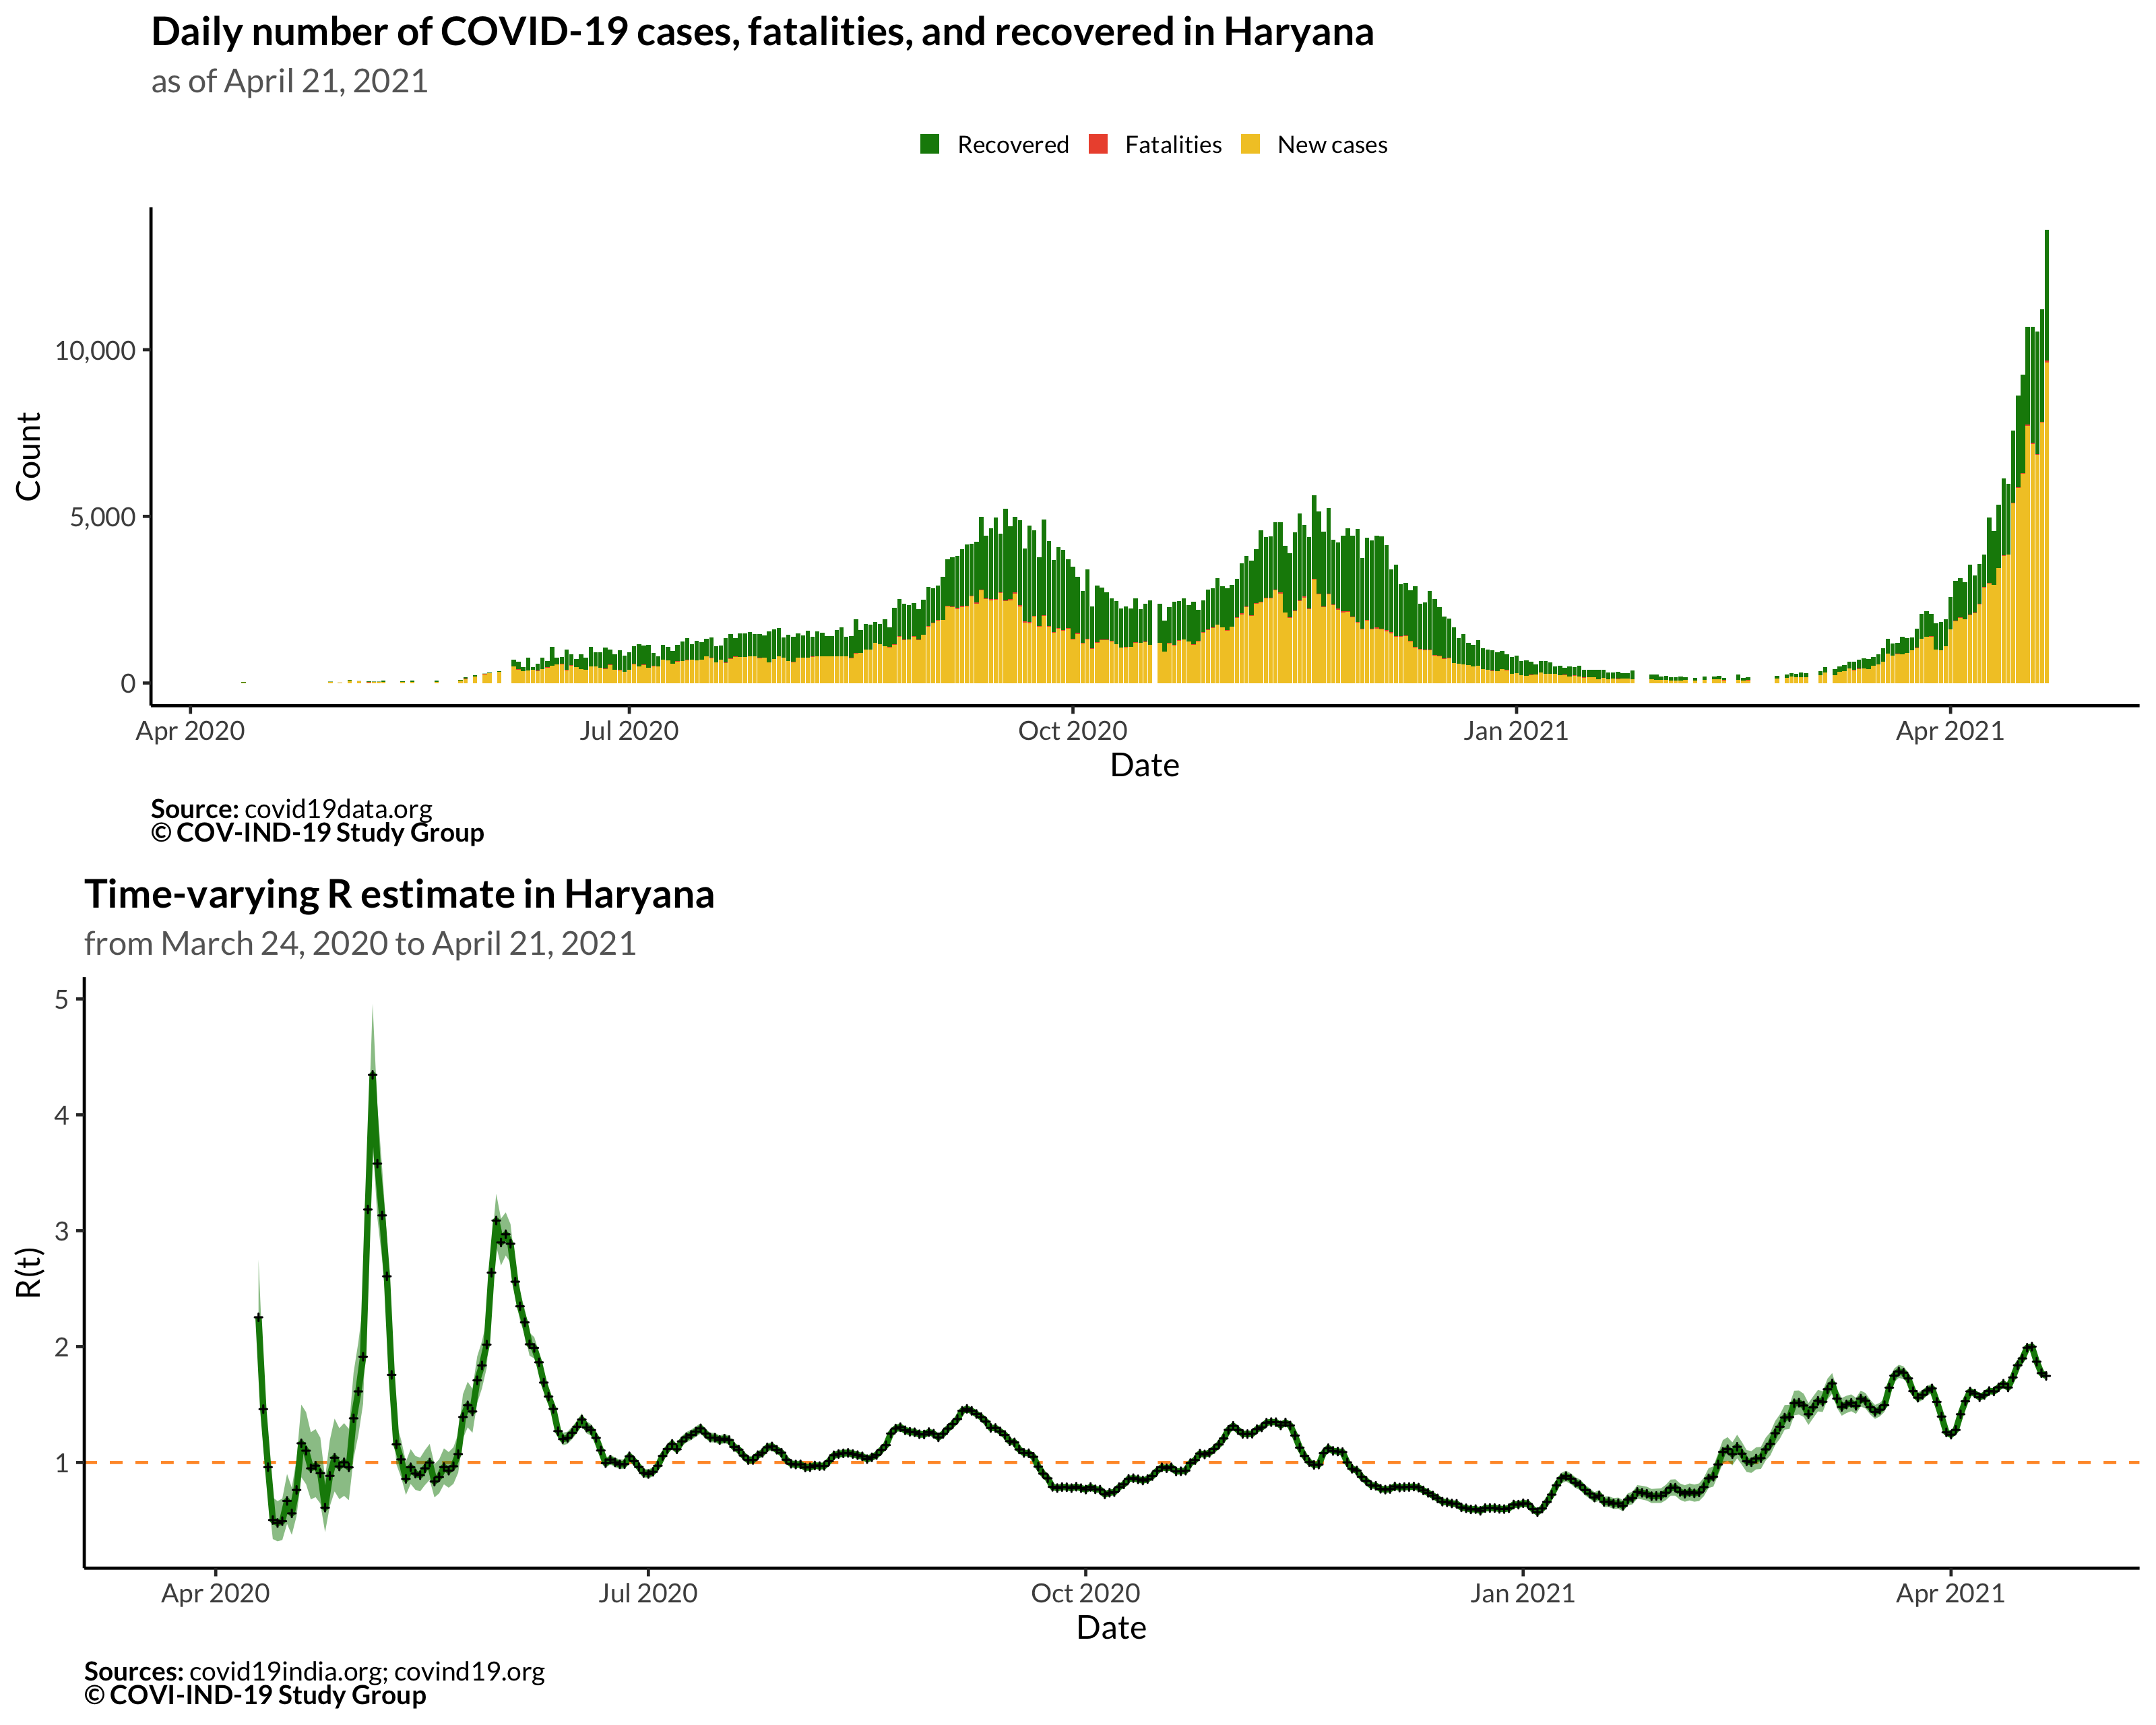 Daily number of COVID-19 cases, fatalities, and recovered in Haryana
as of April 21, 2021
Recovered Fatalities New cases
10,000
5,000
0
Count
Apr 2020 Jul 2020 Oct 2020 Jan 2021 Apr 2021
Date
Source: covid19data.org
© COV-IND-19 Study Group
Time-varying R estimate in Haryana
from March 24, 2020 to April 21, 2021
5
4
3
2
1
R(t)
Apr 2020 Jul 2020 Oct 2020 Jan 2021 Apr 2021
Date
Sources: covid19india.org; covind19.org
© COVI-IND-19 Study Group